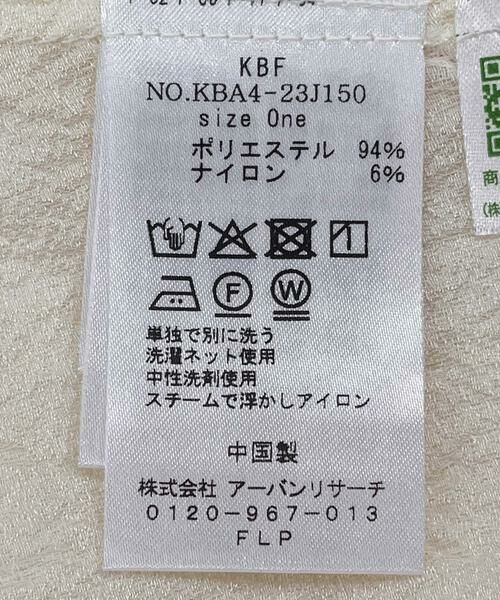 KBF
NO.KBA4-23J150
size One
ポリエステル 94%
ナイロン 6%
F W
単独で別に洗う
洗濯ネット使用
中性洗剤使用
スチームで浮かしアイロン
中国製
株式会社 アーバンリサーチ
0120-967-013
FLP
商
(株